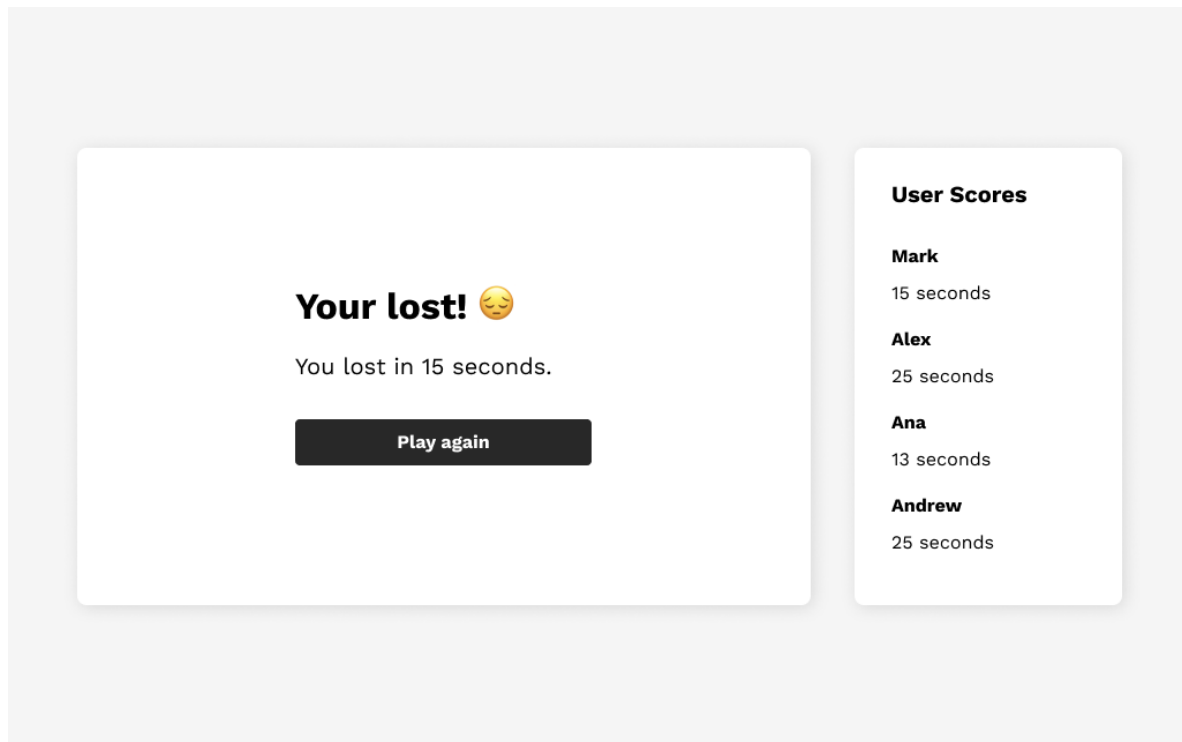 Your lost! 😔
You lost in 15 seconds.
Play again
User Scores
Mark
15 seconds
Alex
25 seconds
Ana
13 seconds
Andrew
25 seconds